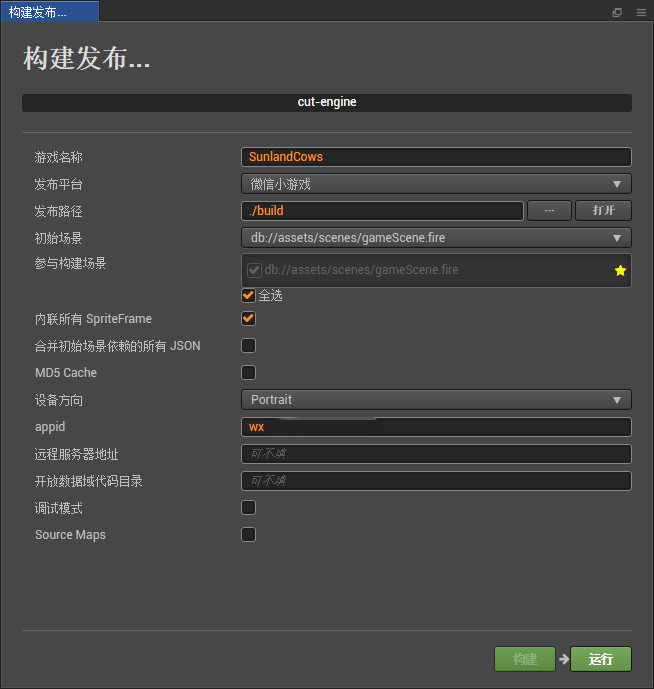 构建发布...
构建发布...
cut-engine
游戏名称 SunlandCows
发布平台 微信小游戏
发布路径 ./build ... 打开
初始场景 db://assets/scenes/gameScene.fire
参与构建场景 db://assets/scenes/gameScene.fire
全选
内联所有 SpriteFrame
合并初始场景依赖的所有 JSON
MD5 Cache
设备方向 Portrait
appid wx
远程服务器地址 可不填
开放数据域代码目录 可不填
调试模式
Source Maps
构建 运行